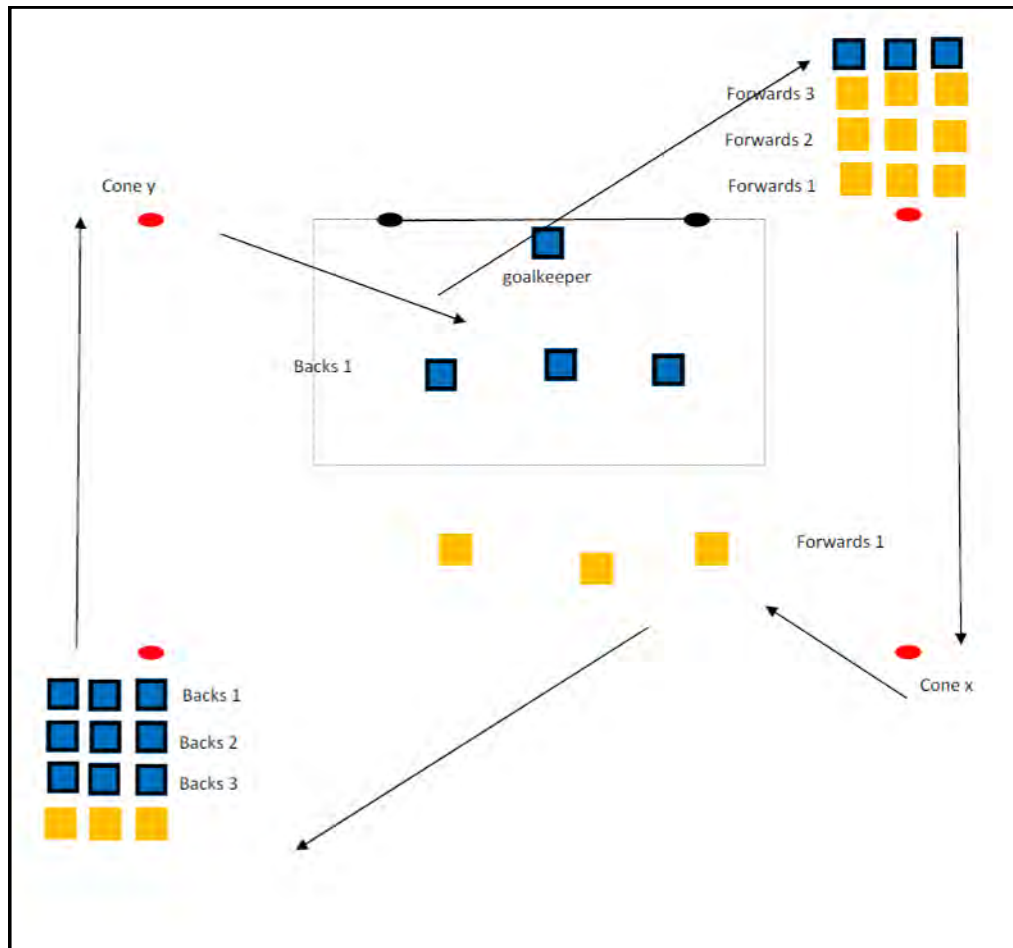 Forwards 3
Forwards 2
Cone y
Forwards 1
goalkeeper
Backs 1
Forwards 1
Cone x
Backs 1
Backs 2
Backs 3